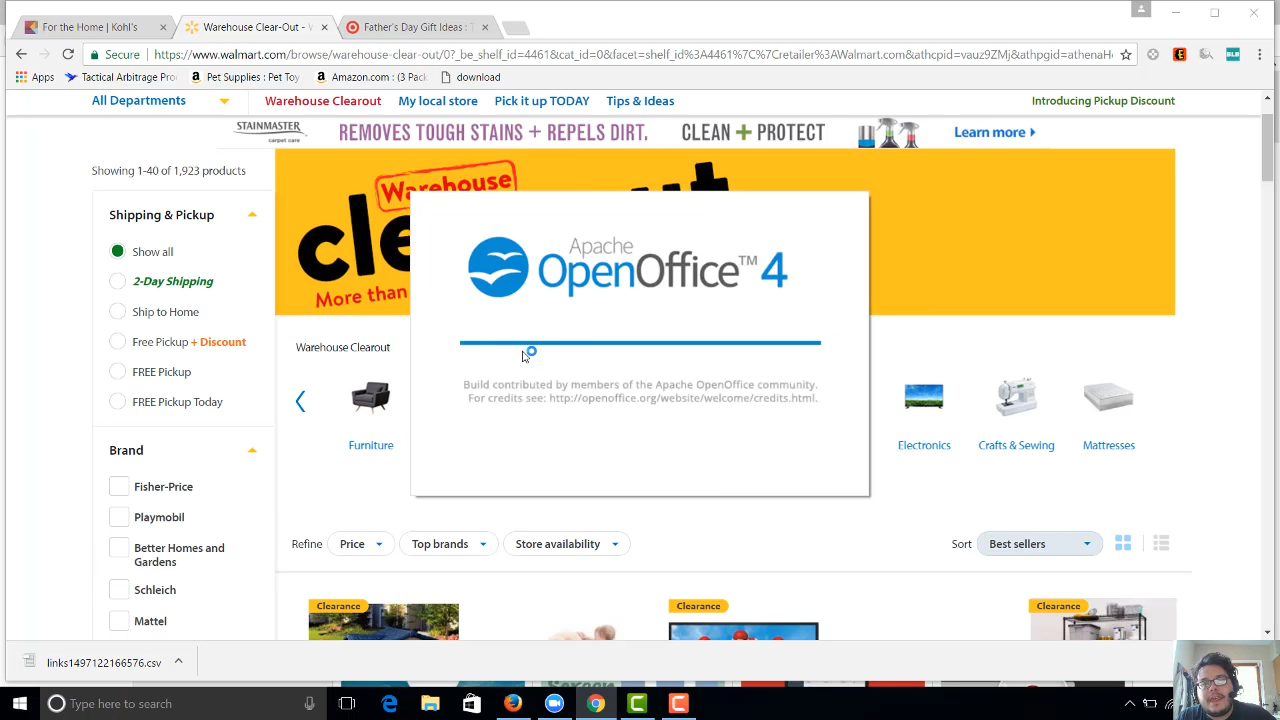 For the Home | Kohl's
Warehouse Clear-Out - W
Father's Day Gift Ideas : T
Secure | https://www.walmart.com/browse/warehouse-clear-out/0?_be_shelf_id=4461&cat_id=0&facet=shelf_id%3A4461%7C%7Cretailer%3AWalmart.com&athcpid=vauz9ZMj&athpgid=athenaHo
Apps
Tactical Arbitrage Pro
Pet Supplies : Pet Toy
Amazon.com : (3 Pack
download
All Departments
Warehouse Clearout
My local store
Pick it up TODAY
Tips & Ideas
Introducing Pickup Discount
STAINMASTER
carpet care
REMOVES TOUGH STAINS + REPELS DIRT.
CLEAN + PROTECT
Learn more
Showing 1-40 of 1,923 products
Warehouse
More than
Shipping & Pickup
Show all
2-Day Shipping
Ship to Home
Free Pickup + Discount
FREE Pickup
FREE Pickup Today
Apache
OpenOffice™ 4
Build contributed by members of the Apache OpenOffice community.
For credits see: http://openoffice.org/website/welcome/credits.html.
Warehouse Clearout
Furniture
Electronics
Crafts & Sewing
Mattresses
Brand
Fisher-Price
Playmobil
Better Homes and
Gardens
Schleich
Mattel
Refine
Price
Top brands
Store availability
Sort
Best sellers
Clearance
Clearance
Clearance
links1497122166576.csv
Type here to search